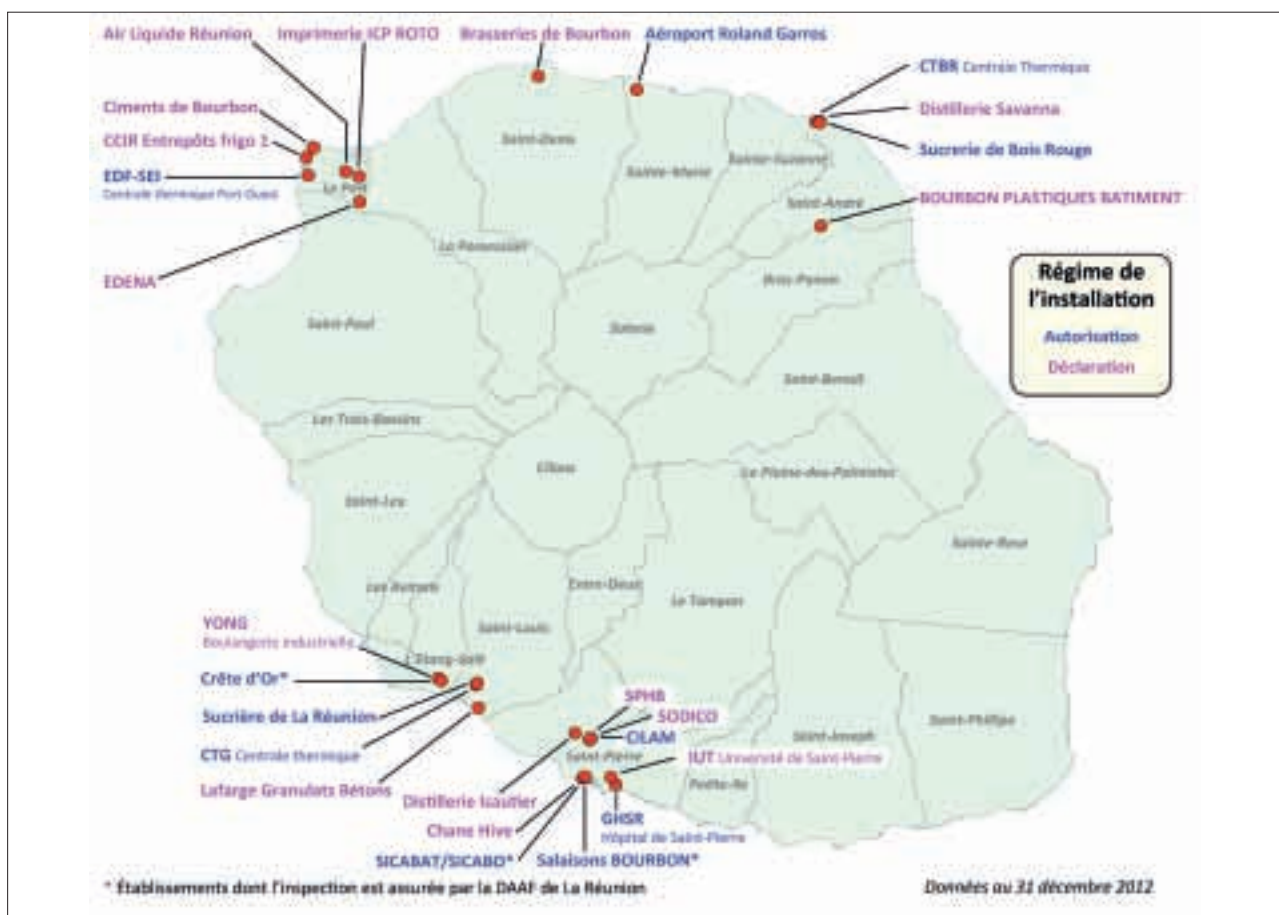 Air Liquide Réunion
Imprimerie ICP ROTO
Brasseries de Bourbon
Aéroport Roland Garros
CTBR Centrale Thermique
Ciments de Bourbon
Distillerie Savanna
CCIR Entrepôts frigo 2
Sucrerie de Bois Rouge
EDF-SEI
Centrale thermique Port Ouest
Saint-Denis
Sainte-Marie
Sainte-Suzanne
Le Port
Saint-André
BOURBON PLASTIQUES BATIMENT
La Possession
EDENA
Bras-Panon
Régime de
l'installation
Autorisation
Déclaration
Saint-Paul
Salazie
Saint-Benoît
Les Trois-Bassins
Cilaos
La Plaine-des-Palmistes
Saint-Leu
Sainte-Rose
Les Avirons
Entre-Deux
Le Tampon
YONG
Boulangerie industrielle
Saint-Louis
L'Etang-Salé
Crête d'Or*
SPHB
Sucrière de La Réunion
SODICO
Saint-Philippe
CILAM
Saint-Joseph
CTG Centrale thermique
Saint-Pierre
IUT Université de Saint-Pierre
Petite-Ile
Lafarge Granulats Bétons
Distillerie Isautier
Chane Hive
GHSR
Hôpital de Saint-Pierre
SICABAT/SICABO*
Salaisons BOURBON*
* Établissements dont l'inspection est assurée par la DAAF de La Réunion
Données au 31 décembre 2012